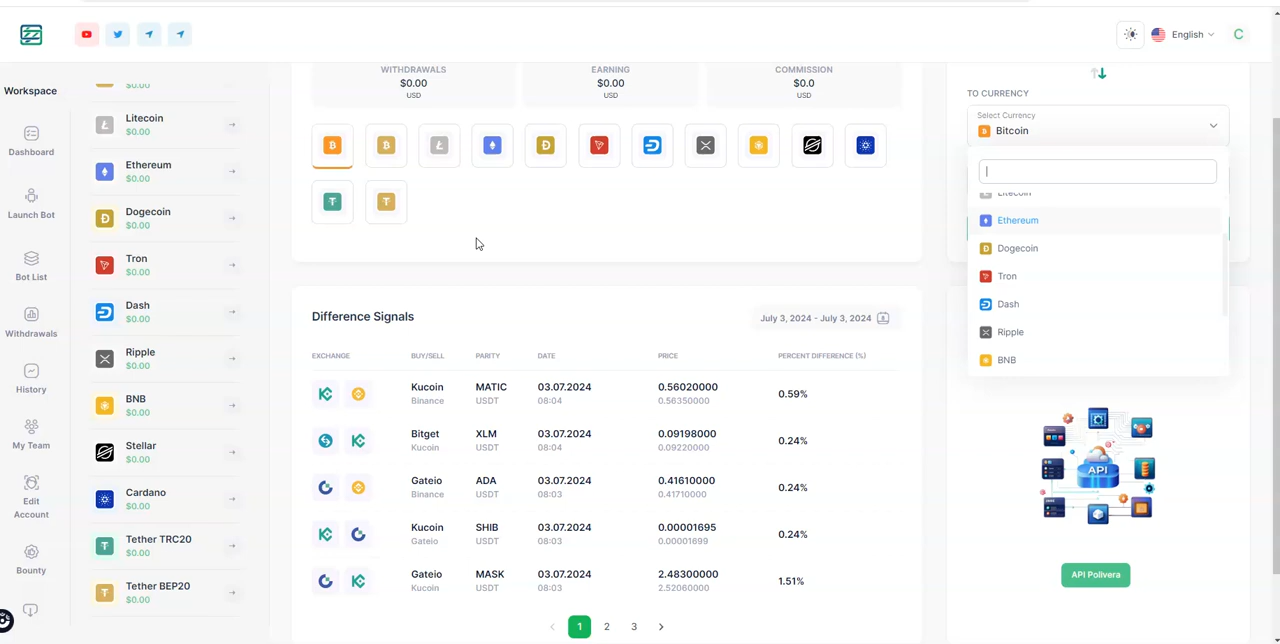 English
C
Workspace
Dashboard
Launch Bot
Bot List
Withdrawals
History
My Team
Edit
Account
Bounty
$0.00
Litecoin
$0.00
Ethereum
$0.00
Dogecoin
$0.00
Tron
$0.00
Dash
$0.00
Ripple
$0.00
BNB
$0.00
Stellar
$0.00
Cardano
$0.00
Tether TRC20
$0.00
Tether BEP20
$0.00
WITHDRAWALS
$0.00
USD
EARNING
$0.00
USD
COMMISSION
$0.0
USD
Difference Signals
July 3, 2024 - July 3, 2024
EXCHANGE BUY/SELL PARITY DATE PRICE PERCENT DIFFERENCE (%)
Kucoin MATIC 03.07.2024 0.56020000 0.59%
Binance USDT 08:04 0.56350000
Bitget XLM 03.07.2024 0.09198000 0.24%
Kucoin USDT 08:04 0.09220000
Gateio ADA 03.07.2024 0.41610000 0.24%
Binance USDT 08:03 0.41710000
Kucoin SHIB 03.07.2024 0.00001695 0.24%
Gateio USDT 08:03 0.00001699
Gateio MASK 03.07.2024 2.48300000 1.51%
Kucoin USDT 08:03 2.52060000
1 2 3
TO CURRENCY
Select Currency
Bitcoin
Litecoin
Ethereum
Dogecoin
Tron
Dash
Ripple
BNB
API
API Polivera